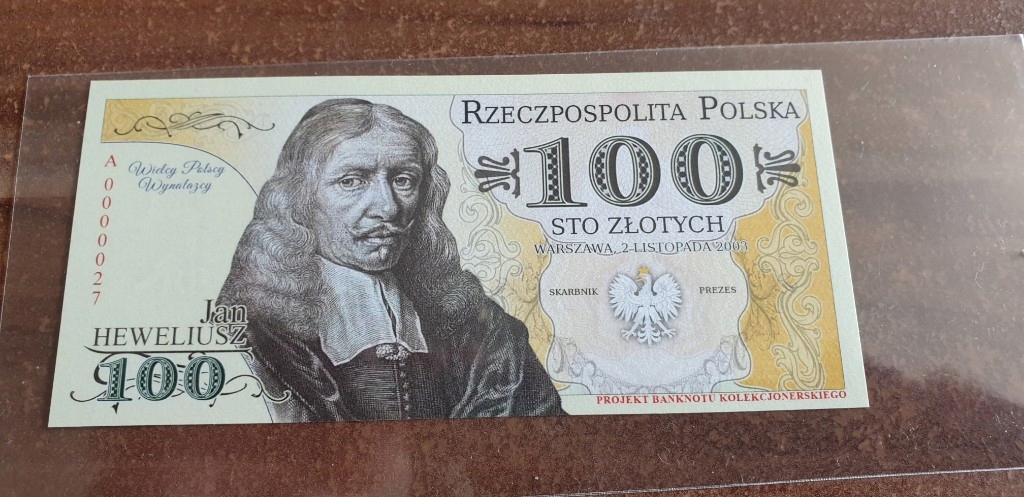 RZECZPOSPOLITA POLSKA
100
STO ZŁOTYCH
WARSZAWA, 2 LISTOPADA 2003
SKARBNIK PREZES
Wielcy Polscy
Wynalazcy
A 0000027
Jan
HEWELIUSZ
100
PROJEKT BANKNOTU KOLEKCJONERSKIEGO